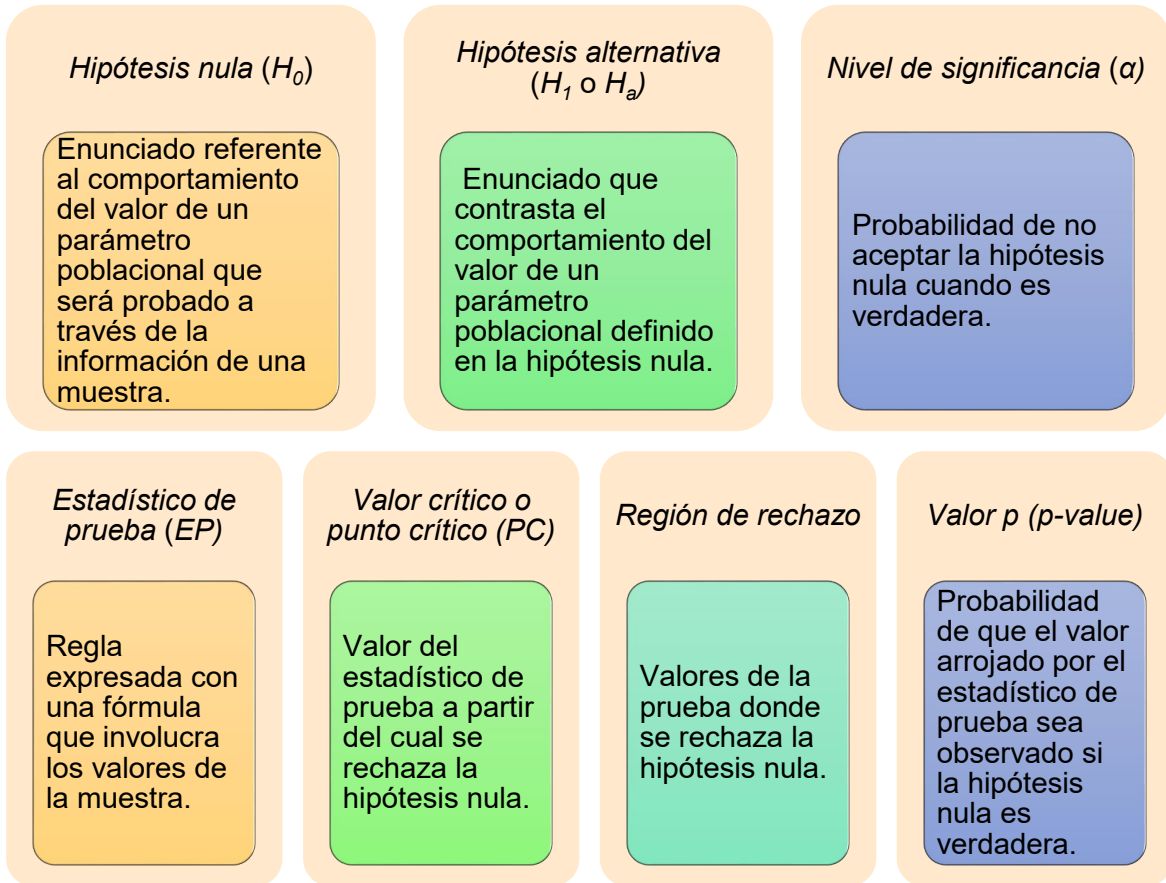 Hipótesis nula (H0)
Enunciado referente
al comportamiento
del valor de un
parámetro
poblacional que
será probado a
través de la
información de una
muestra.
Hipótesis alternativa
(H1 o Ha)
Enunciado que
contrasta el
comportamiento del
valor de un
parámetro
poblacional definido
en la hipótesis nula.
Nivel de significancia (α)
Probabilidad de no
aceptar la hipótesis
nula cuando es
verdadera.
Estadístico de
prueba (EP)
Regla
expresada con
una fórmula
que involucra
los valores de
la muestra.
Valor crítico o
punto crítico (PC)
Valor del
estadístico de
prueba a partir
del cual se
rechaza la
hipótesis nula.
Región de rechazo
Valores de la
prueba donde
se rechaza la
hipótesis nula.
Valor p (p-value)
Probabilidad
de que el valor
arrojado por el
estadístico de
prueba sea
observado si
la hipótesis
nula es
verdadera.